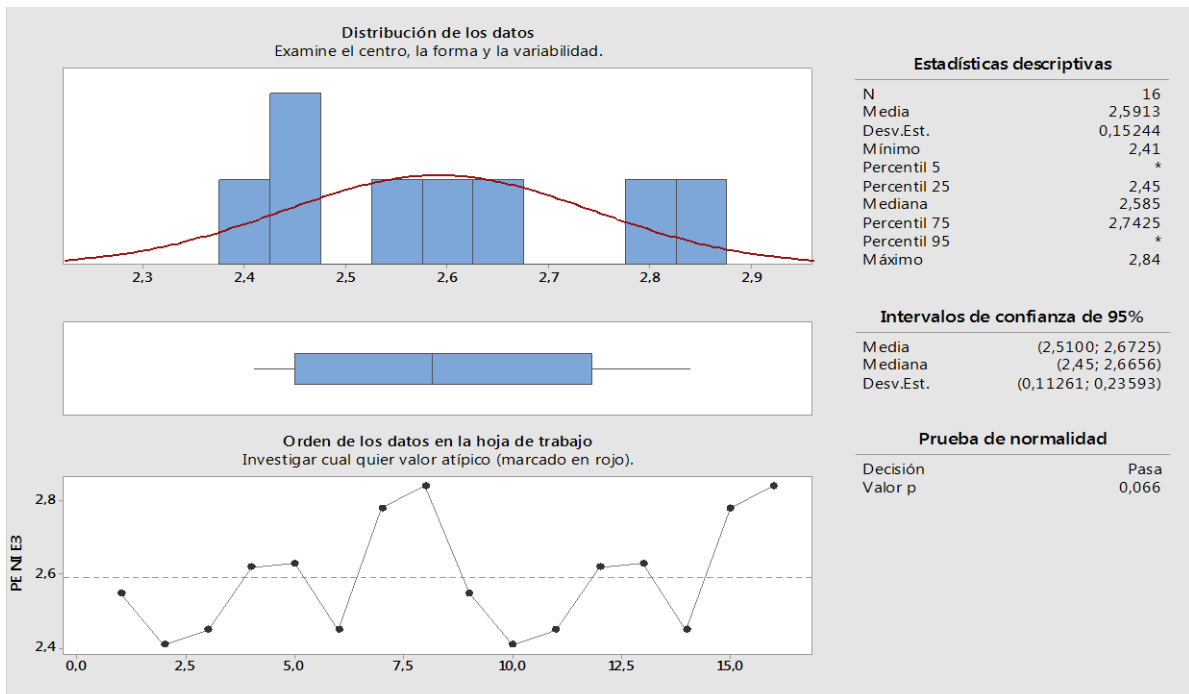 Distribución de los datos
Examine el centro, la forma y la variabilidad.
2,3 2,4 2,5 2,6 2,7 2,8 2,9
Orden de los datos en la hoja de trabajo
Investigar cual quier valor atípico (marcado en rojo).
PE NI E3
2,8
2,6
2,4
0,0 2,5 5,0 7,5 10,0 12,5 15,0
Estadísticas descriptivas
N 16
Media 2,5913
Desv.Est. 0,15244
Mínimo 2,41
Percentil 5 *
Percentil 25 2,45
Mediana 2,585
Percentil 75 2,7425
Percentil 95 *
Máximo 2,84
Intervalos de confianza de 95%
Media (2,5100; 2,6725)
Mediana (2,45; 2,6656)
Desv.Est. (0,11261; 0,23593)
Prueba de normalidad
Decisión Pasa
Valor p 0,066